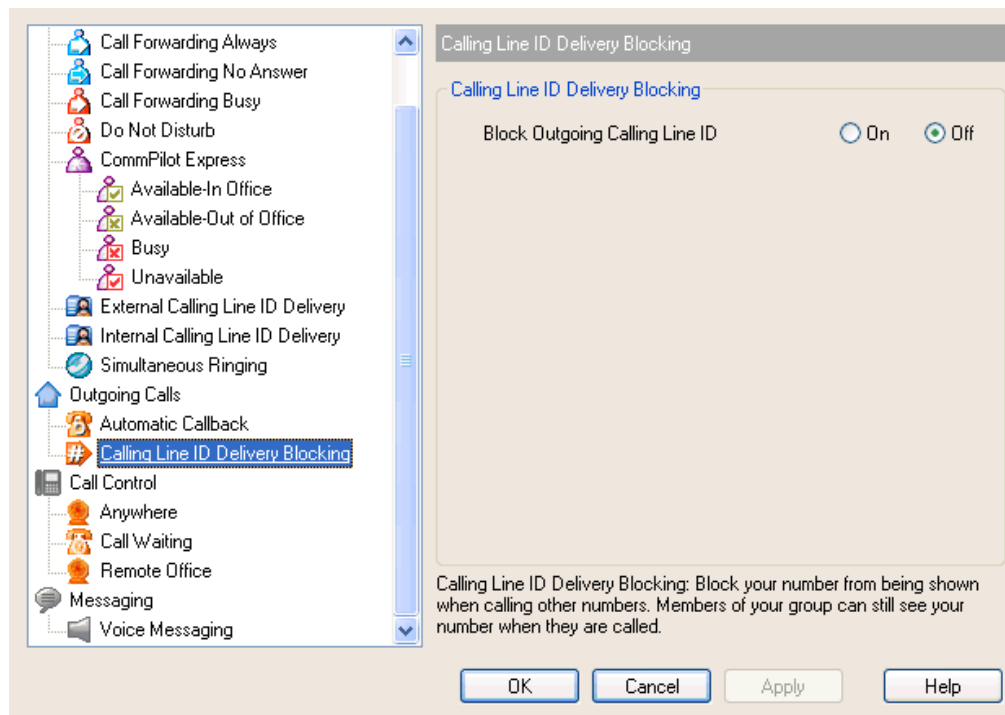 Call Forwarding Always
Call Forwarding No Answer
Call Forwarding Busy
Do Not Disturb
CommPilot Express
Available-In Office
Available-Out of Office
Busy
Unavailable
External Calling Line ID Delivery
Internal Calling Line ID Delivery
Simultaneous Ringing
Outgoing Calls
Automatic Callback
Calling Line ID Delivery Blocking
Call Control
Anywhere
Call Waiting
Remote Office
Messaging
Voice Messaging
Calling Line ID Delivery Blocking
Calling Line ID Delivery Blocking
Block Outgoing Calling Line ID On Off
Calling Line ID Delivery Blocking: Block your number from being shown
when calling other numbers. Members of your group can still see your
number when they are called.
OK Cancel Apply Help